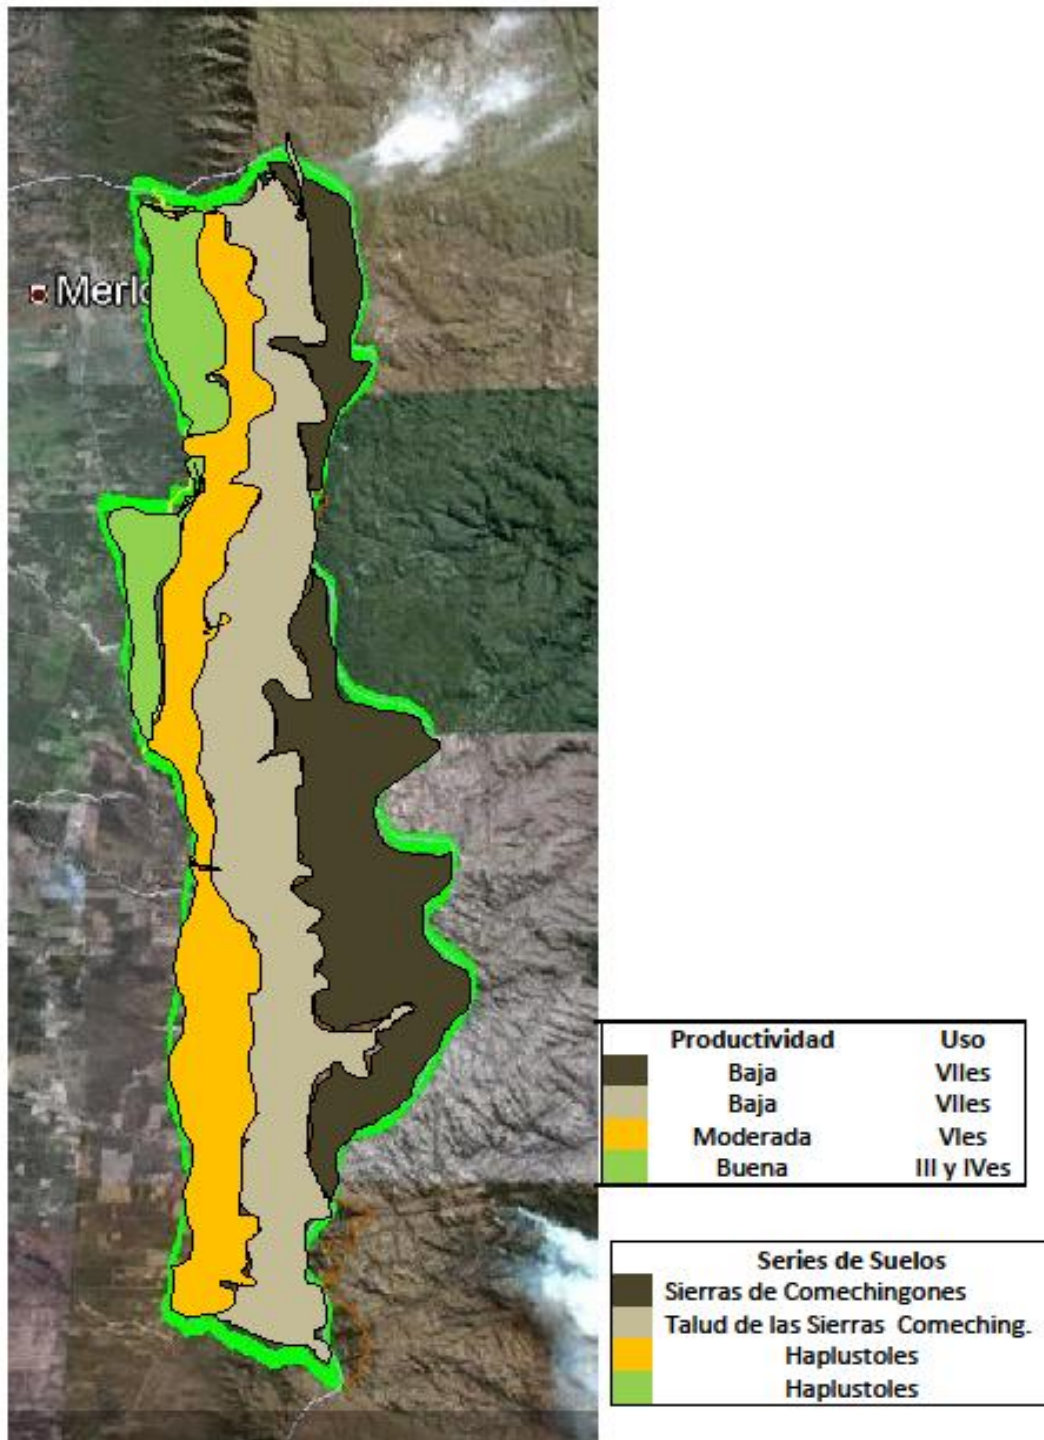 Merlo
Productividad Uso
Baja VIIes
Baja VIIes
Moderada VIes
Buena III y IVes
Series de Suelos
Sierras de Comechingones
Talud de las Sierras Comeching.
Haplustoles
Haplustoles